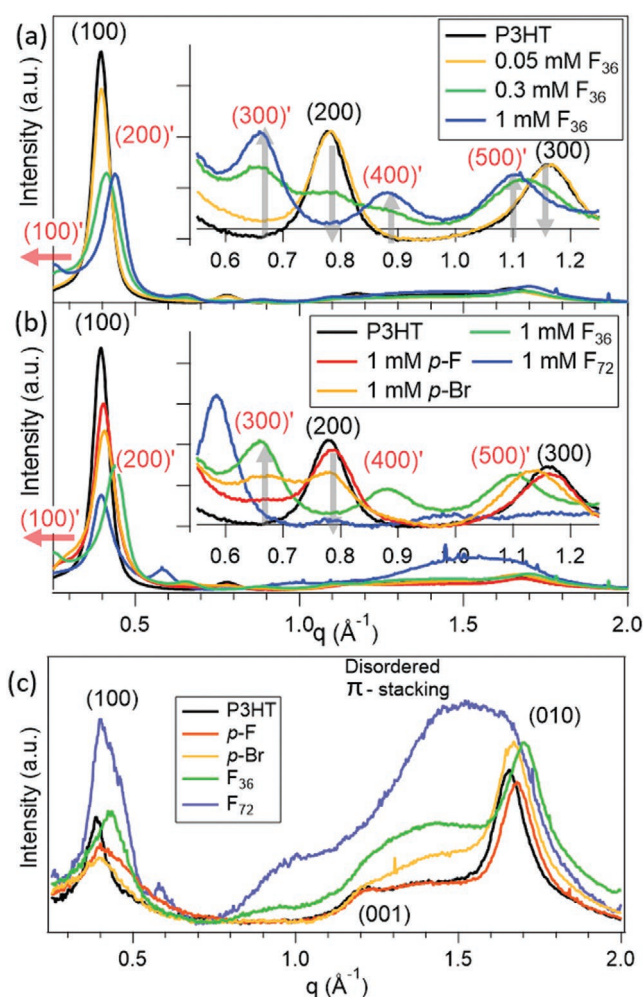 (a)
(100)
P3HT
0.05 mM F₃₆
0.3 mM F₃₆
1 mM F₃₆
(200)'
(300)'
(200)
(400)'
(500)'
(300)
(100)'
Intensity (a.u.)
0.6 0.7 0.8 0.9 1.0 1.1 1.2
(b)
(100)
P3HT
1 mM p-F
1 mM p-Br
1 mM F₃₆
1 mM F₇₂
(200)'
(300)'
(200)
(400)'
(500)'
(300)
(100)'
Intensity (a.u.)
0.6 0.7 0.8 0.9 1.0 1.1 1.2
0.5 1.0 1.5 2.0
q (Å⁻¹)
(c)
(100)
P3HT
p-F
p-Br
F₃₆
F₇₂
Disordered
π - stacking
(010)
(001)
Intensity (a.u.)
0.5 1.0 1.5 2.0
q (Å⁻¹)